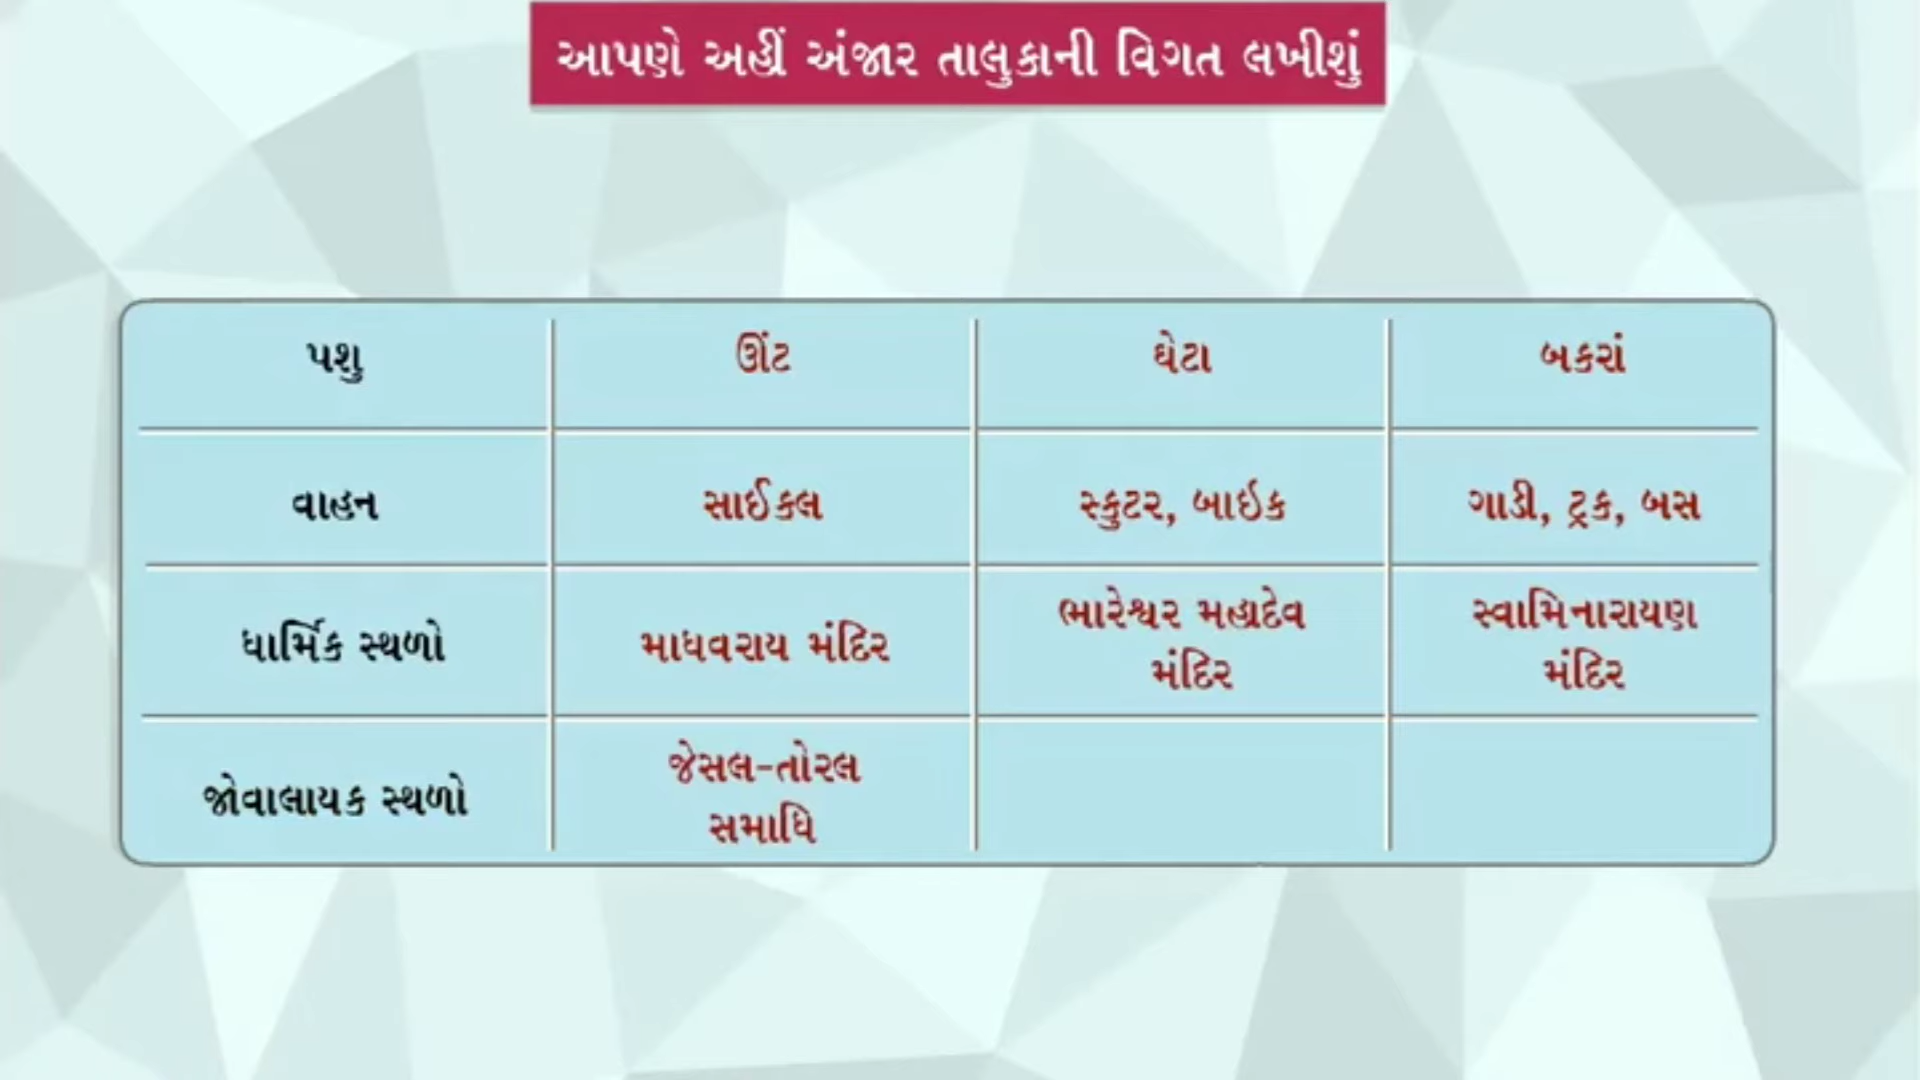 આપણે અહીં અંજાર તાલુકાની વિગત લખીશું
પશુ ઊંટ ઘેટા બકરાં
વાહન સાઈકલ સ્કુટર, બાઇક ગાડી, ટ્રક, બસ
ધાર્મિક સ્થળો માધવરાય મંદિર ભારેશ્વર મહાદેવ
મંદિર સ્વામિનારાયણ
મંદિર
જોવાલાયક સ્થળો જેસલ-તોરલ
સમાધિ